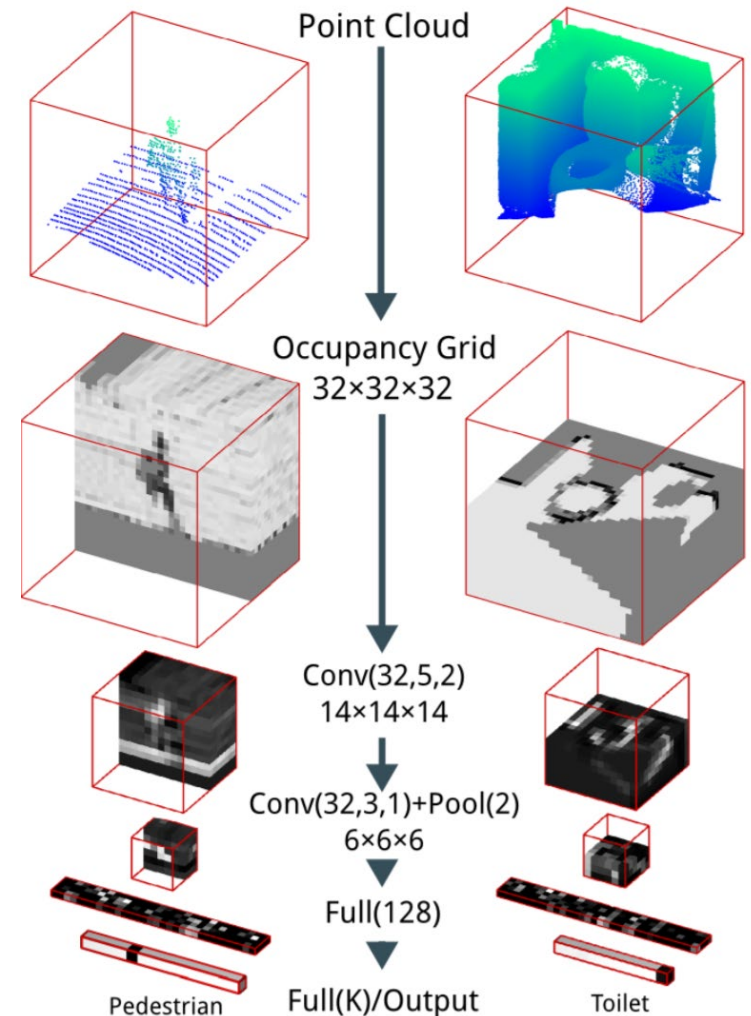 Point Cloud
Occupancy Grid
32×32×32
Conv(32,5,2)
14×14×14
Conv(32,3,1)+Pool(2)
6×6×6
Full(128)
Pedestrian
Full(K)/Output
Toilet